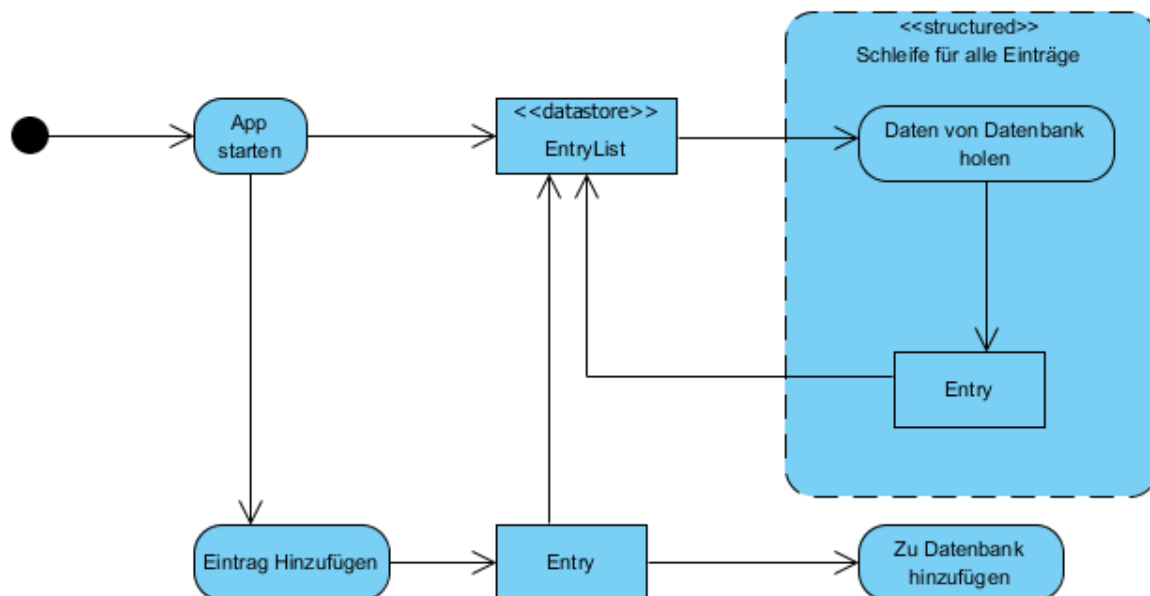 <<structured>>
Schleife für alle Einträge
App
starten
<<datastore>>
EntryList
Daten von Datenbank
holen
Entry
Eintrag Hinzufügen
Entry
Zu Datenbank
hinzufügen